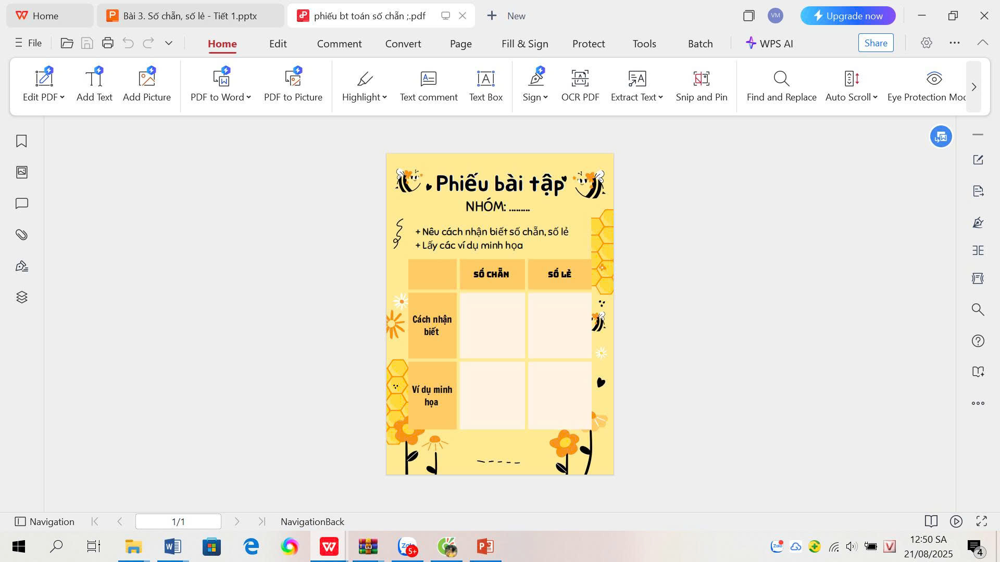 Home
Bài 3. Số chẵn, số lẻ - Tiết 1.pptx
phiếu bt toán số chẵn ;.pdf
New
VM
Upgrade now
File
Home
Edit
Comment
Convert
Page
Fill & Sign
Protect
Tools
Batch
WPS AI
Share
Edit PDF
Add Text
Add Picture
PDF to Word
PDF to Picture
Highlight
Text comment
Text Box
Sign
OCR PDF
Extract Text
Snip and Pin
Find and Replace
Auto Scroll
Eye Protection Moc
Phiếu bài tập
NHÓM: .........
+ Nêu cách nhận biết số chẵn, số lẻ
+ Lấy các ví dụ minh họa
SỐ CHẴN
SỐ LẺ
Cách nhận
biết
Ví dụ minh
họa
Navigation
1/1
NavigationBack
5+
12:50 SA
21/08/2025
4